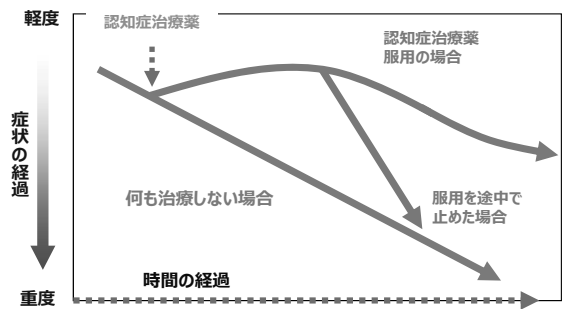 軽度
認知症治療薬
認知症治療薬
服用の場合
症状の経過
何も治療しない場合
服用を途中で
止めた場合
時間の経過
重度